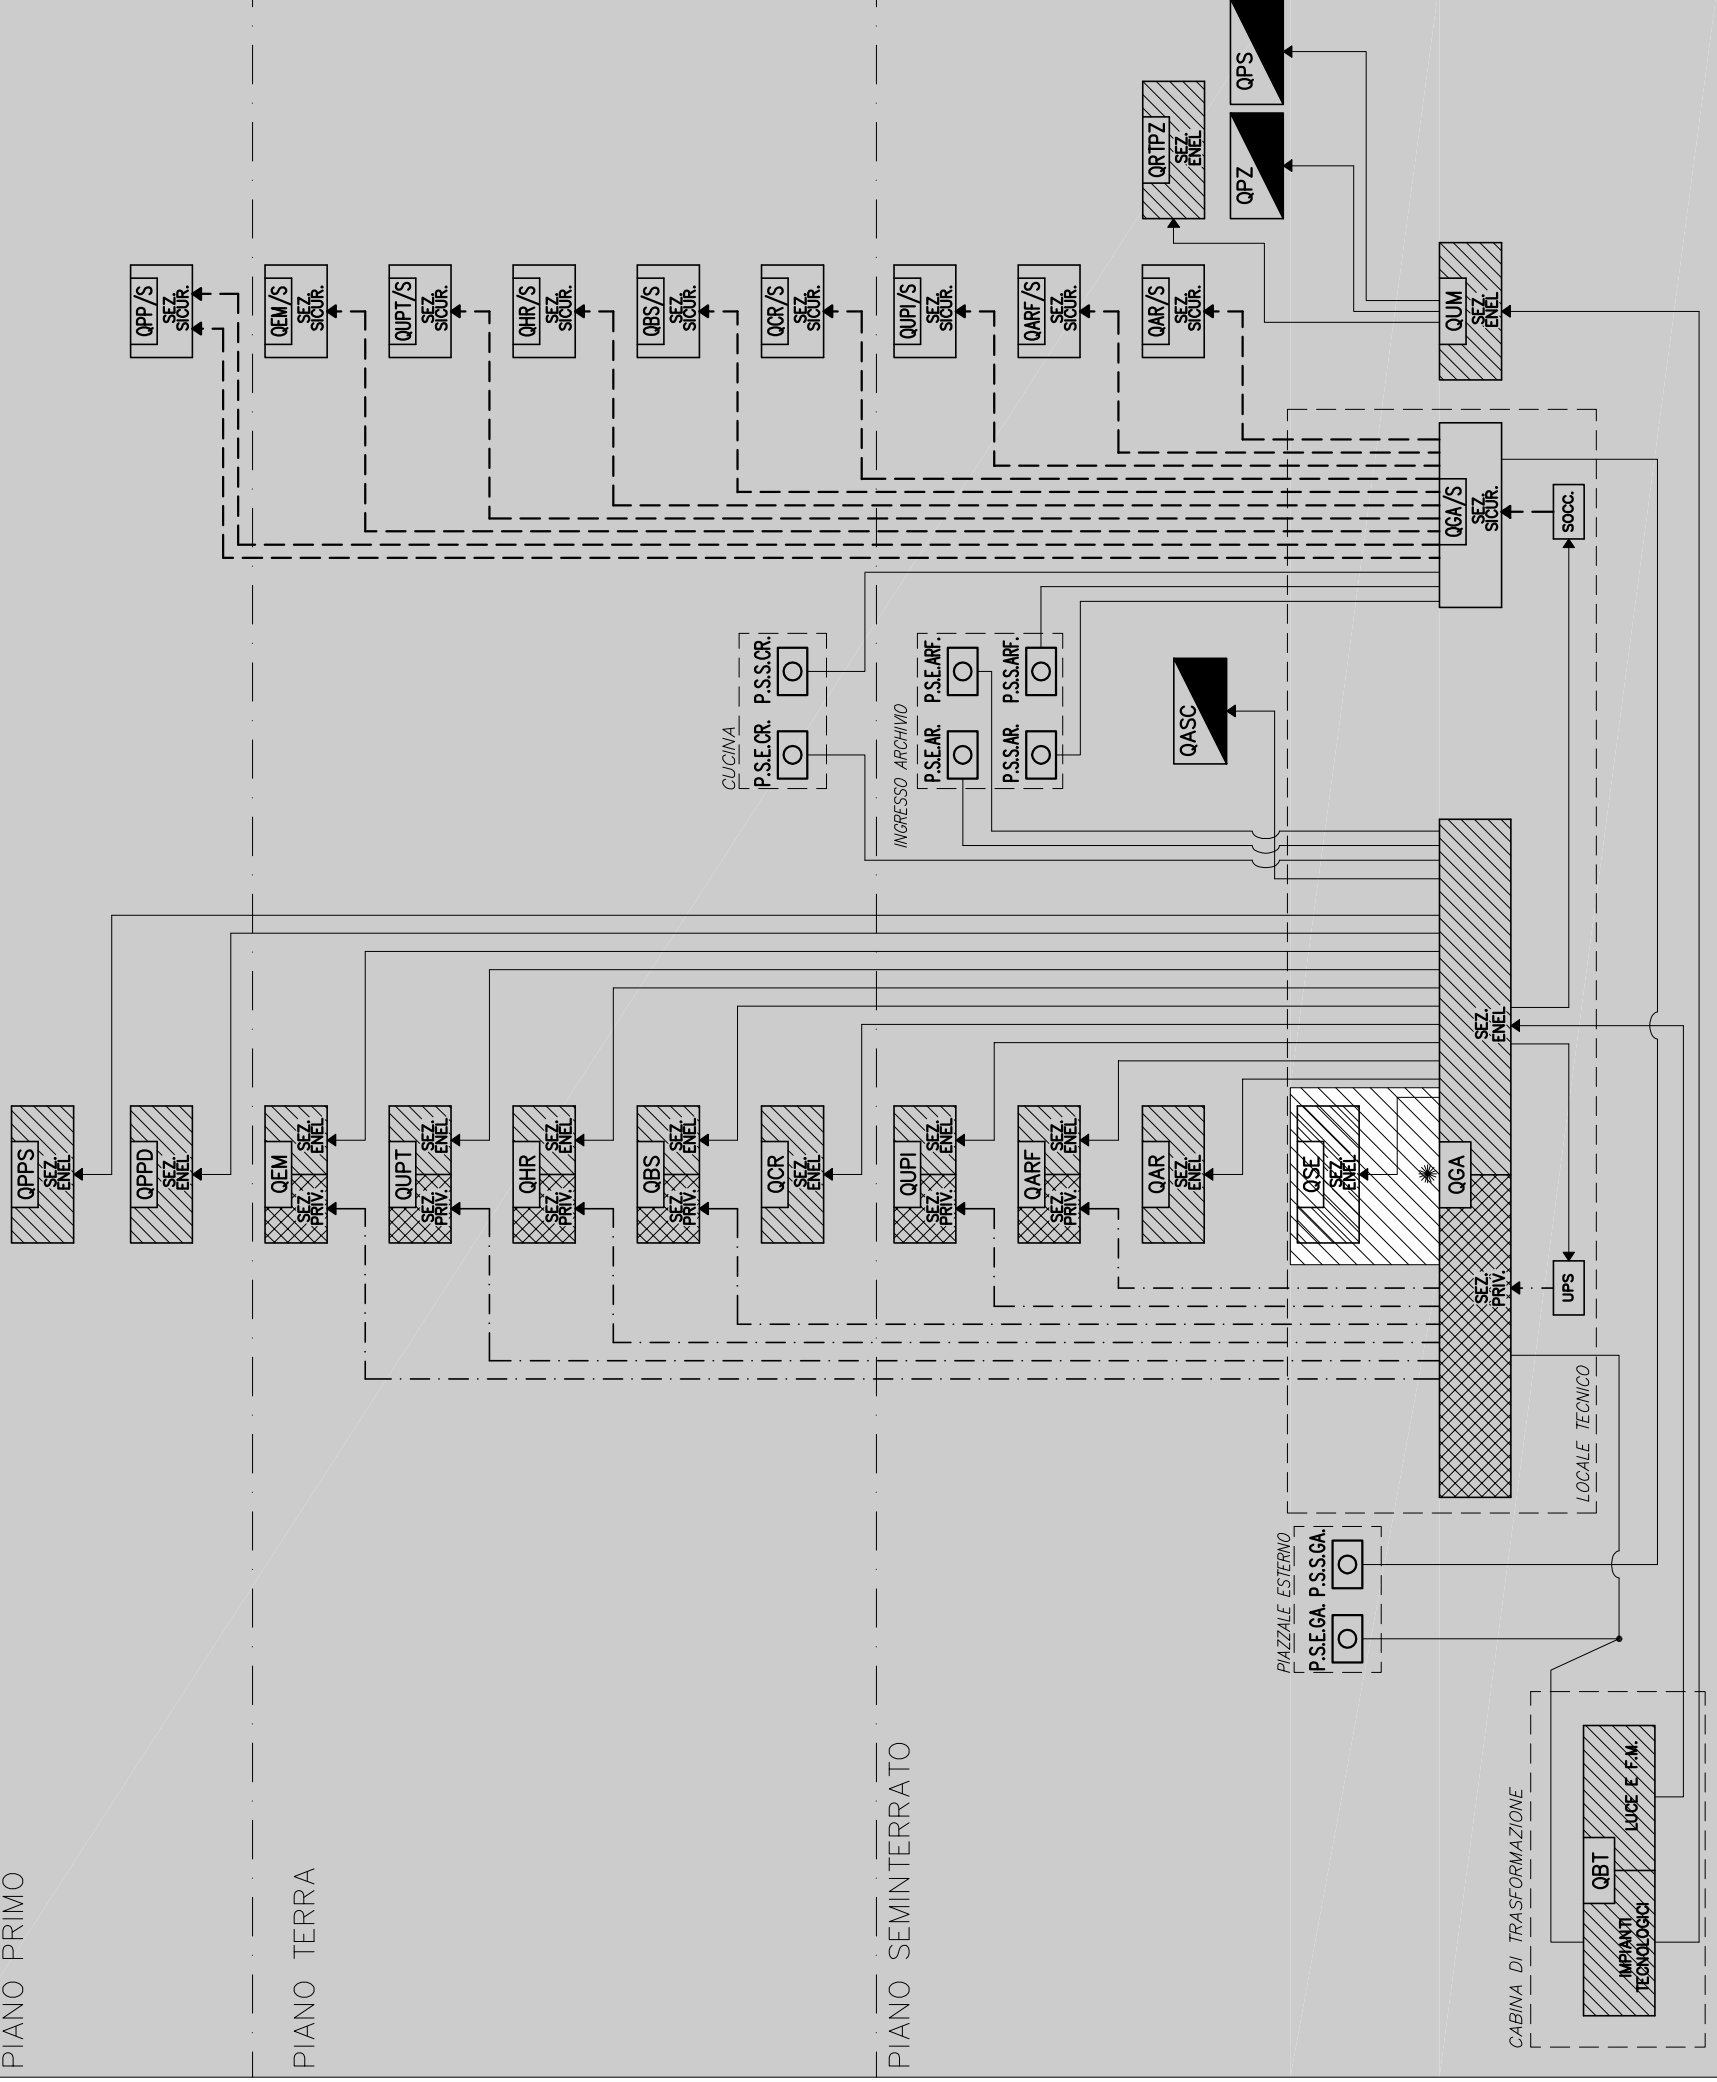 PIANO PRIMO
PIANO TERRA
PIANO SEMINTERRATO
QPPS
SEZ.
ENEL
QPPD
SEZ.
ENEL
QPP/S
SEZ.
SICUR.
QEM
SEZ.
PRIV.
SEZ.
ENEL
QEM/S
SEZ.
SICUR.
QUPT
SEZ.
PRIV.
SEZ.
ENEL
QUPT/S
SEZ.
SICUR.
QHR
SEZ.
PRIV.
SEZ.
ENEL
QHR/S
SEZ.
SICUR.
QBS
SEZ.
PRIV.
SEZ.
ENEL
QBS/S
SEZ.
SICUR.
QCR
SEZ.
ENEL
CUCINA
P.S.E.CR.
P.S.S.CR.
QCR/S
SEZ.
SICUR.
QUPI
SEZ.
PRIV.
SEZ.
ENEL
INGRESSO ARCHIVIO
P.S.E.AR.
P.S.E.ARF.
P.S.S.AR.
P.S.S.ARF.
QUPI/S
SEZ.
SICUR.
QARF
SEZ.
PRIV.
SEZ.
ENEL
QARF/S
SEZ.
SICUR.
QAR
SEZ.
ENEL
QASC
QAR/S
SEZ.
SICUR.
QRTPZ
SEZ.
ENEL
QPZ
QPS
PIAZZALE ESTERNO
P.S.E.GA.
P.S.S.GA.
QSE
SEZ.
ENEL
QGA
SEZ.
PRIV.
SEZ.
ENEL
QGA/S
SEZ.
SICUR.
QUM
SEZ.
ENEL
UPS
SOCC.
LOCALE TECNICO
CABINA DI TRASFORMAZIONE
QBT
IMPIANTI
TECNOLOGICI
LUCE E F.M.